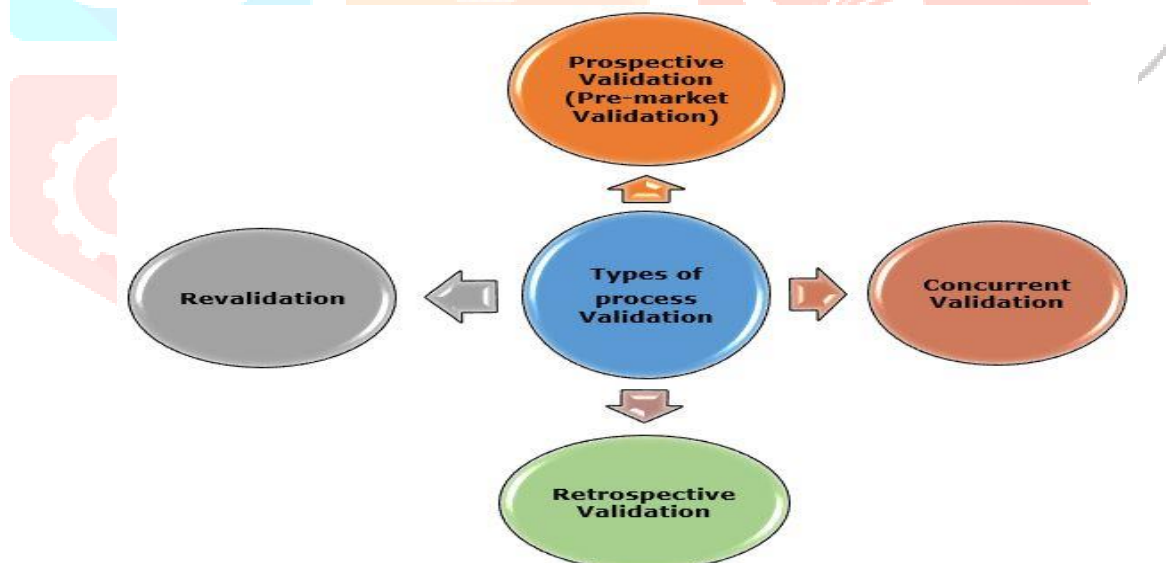 Prospective
Validation
(Pre-market
Validation)
Revalidation
Types of
process
Validation
Concurrent
Validation
Retrospective
Validation